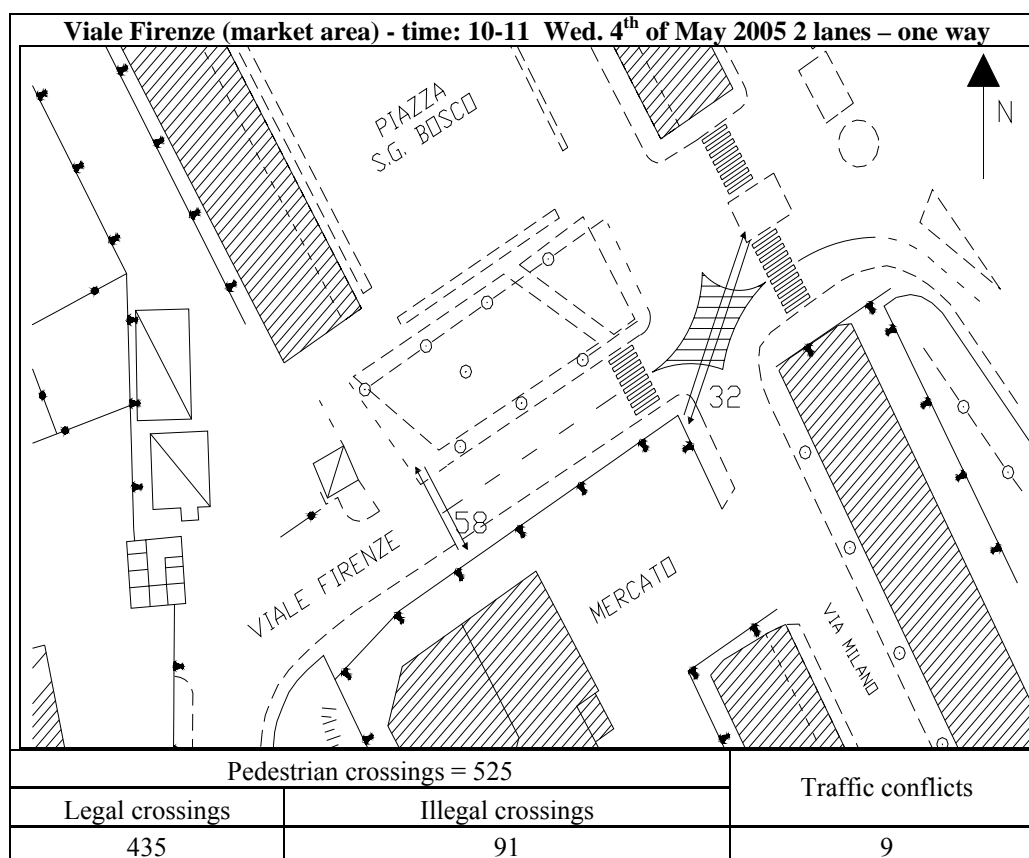 Viale Firenze (market area) - time: 10-11 Wed. 4th of May 2005 2 lanes – one way
PIAZZA
S.G. BOSCO
N
32
58
VIALE FIRENZE
MERCATO
VIA MILANO
Pedestrian crossings = 525
Traffic conflicts
Legal crossings
Illegal crossings
435
91
9